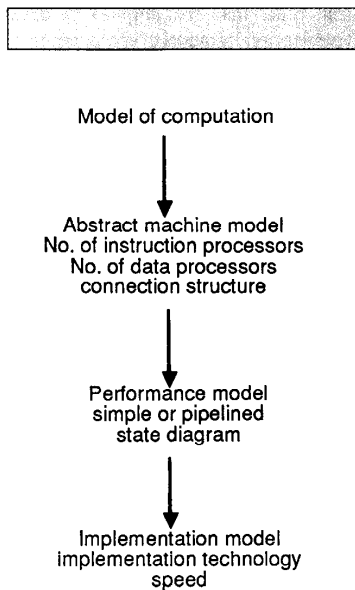 Model of computation
Abstract machine model
No. of instruction processors
No. of data processors
connection structure
Performance model
simple or pipelined
state diagram
Implementation model
implementation technology
speed